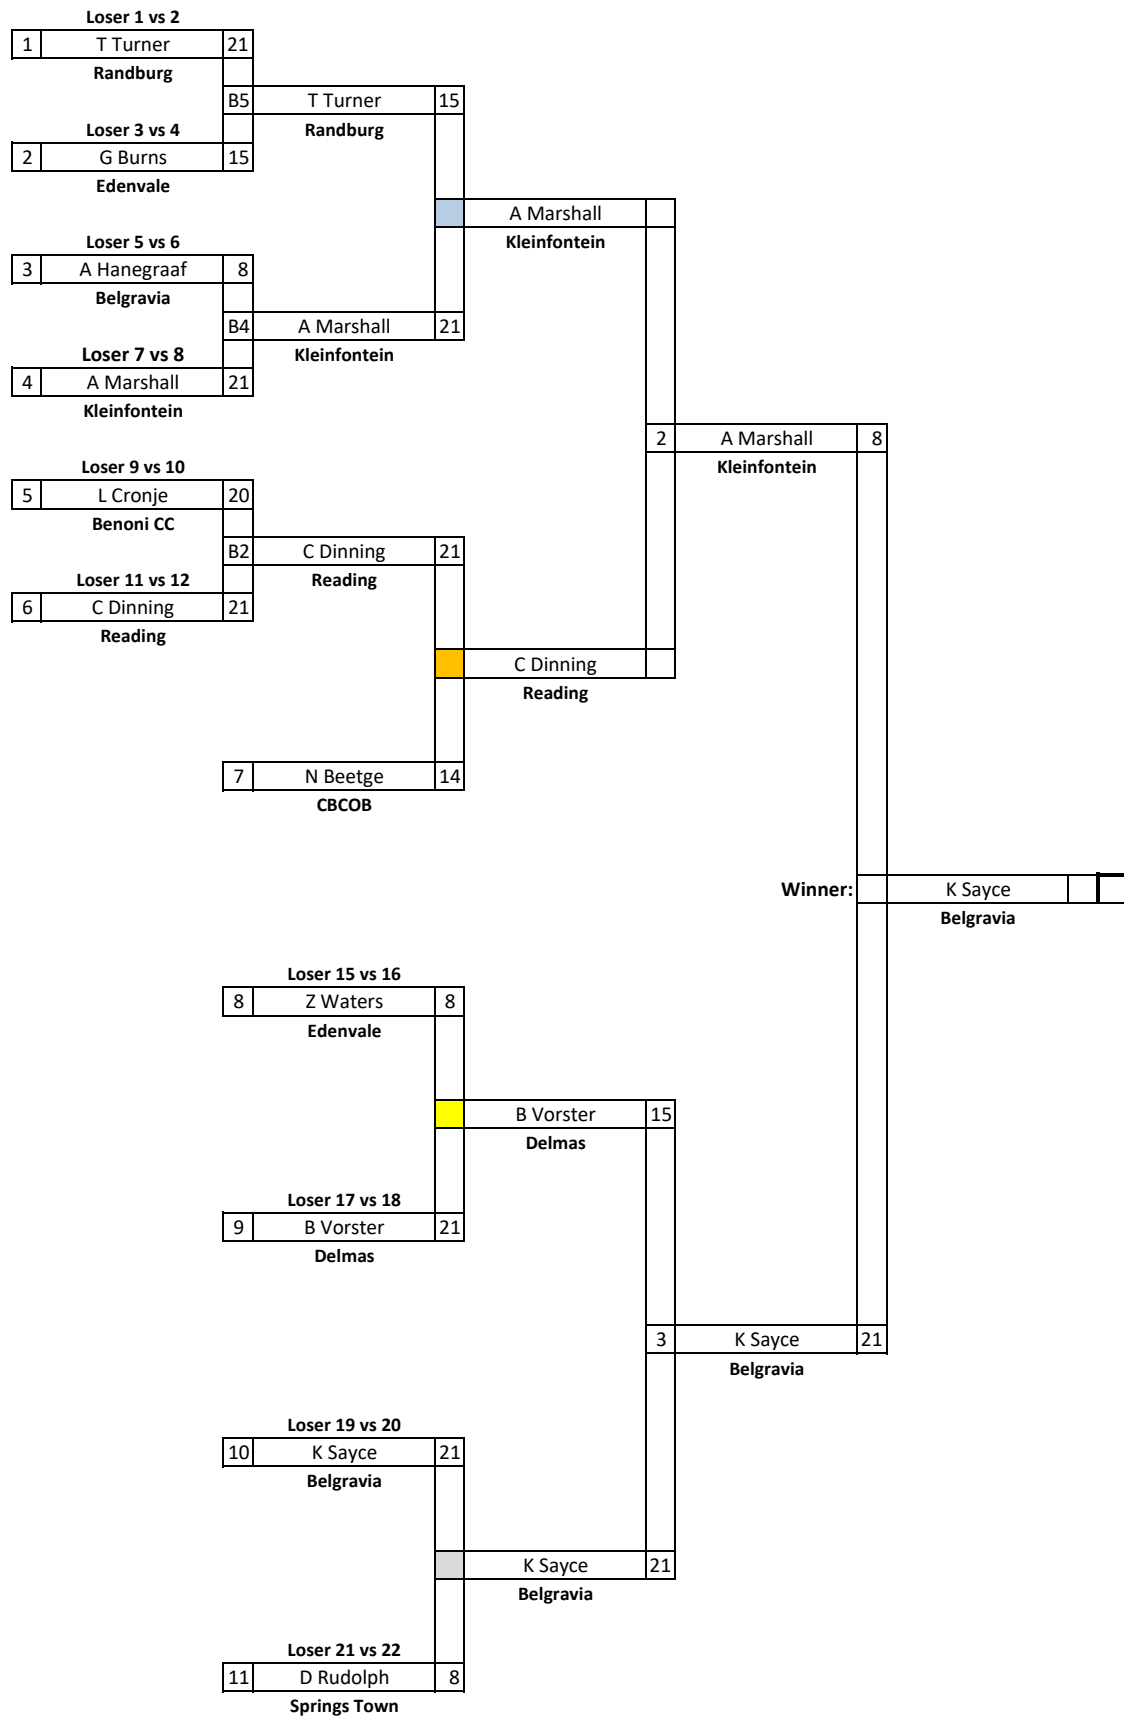 Loser 1 vs 2
1 T Turner 21
Randburg
B5 T Turner 15
Loser 3 vs 4 Randburg
2 G Burns 15
Edenvale
A Marshall
Loser 5 vs 6 Kleinfontein
3 A Hanegraaf 8
Belgravia
B4 A Marshall 21
Loser 7 vs 8 Kleinfontein
4 A Marshall 21
Kleinfontein
2 A Marshall 8
Loser 9 vs 10 Kleinfontein
5 L Cronje 20
Benoni CC
B2 C Dinning 21
Loser 11 vs 12 Reading
6 C Dinning 21
Reading
C Dinning
Reading
7 N Beetge 14
CBCOB
Winner: K Sayce
Belgravia
Loser 15 vs 16
8 Z Waters 8
Edenvale
B Vorster 15
Delmas
Loser 17 vs 18
9 B Vorster 21
Delmas
3 K Sayce 21
Belgravia
Loser 19 vs 20
10 K Sayce 21
Belgravia
K Sayce 21
Belgravia
Loser 21 vs 22
11 D Rudolph 8
Springs Town